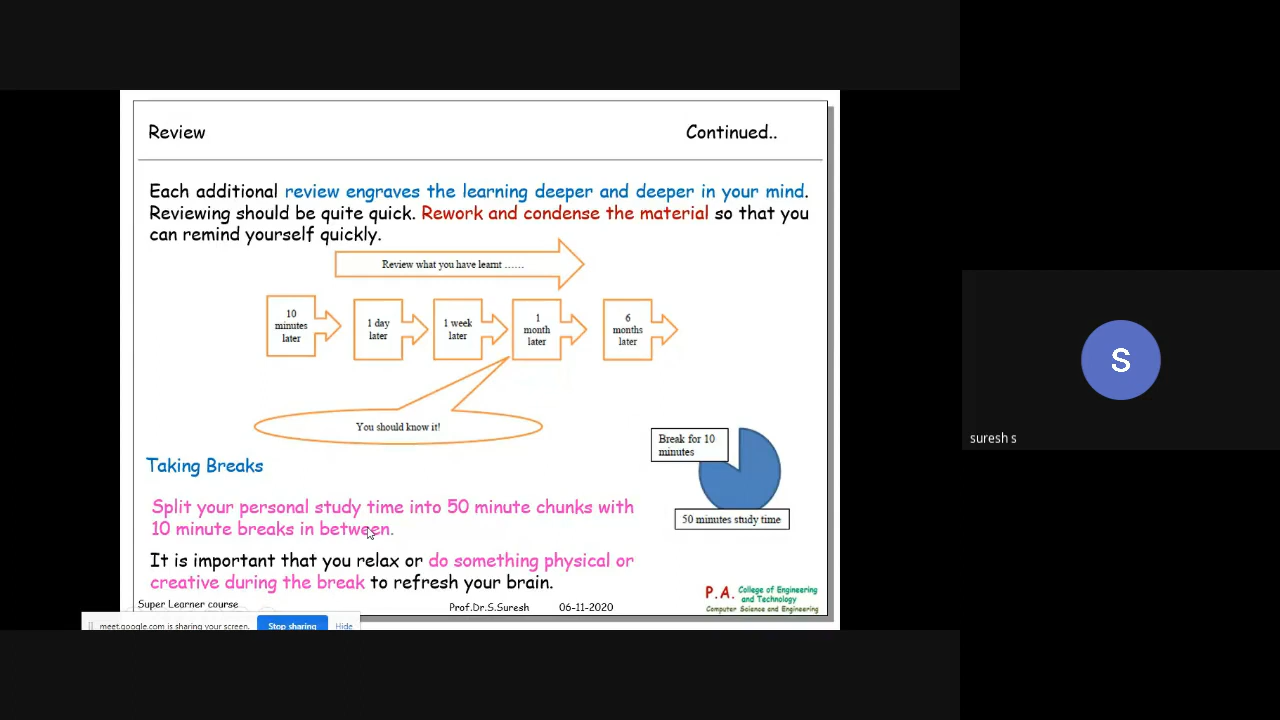 Review
Continued..
Each additional review engraves the learning deeper and deeper in your mind.
Reviewing should be quite quick. Rework and condense the material so that you
can remind yourself quickly.
Review what you have learnt ......
10
minutes
later
1 day
later
1 week
later
1
month
later
6
months
later
You should know it!
Taking Breaks
Break for 10
minutes
50 minutes study time
Split your personal study time into 50 minute chunks with
10 minute breaks in between.
It is important that you relax or do something physical or
creative during the break to refresh your brain.
Super Learner course
Prof.Dr.S.Suresh
06-11-2020
P.A. College of Engineering
and Technology
Computer Science and Engineering
meet.google.com is sharing your screen.
Stop sharing
Hide
S
suresh s